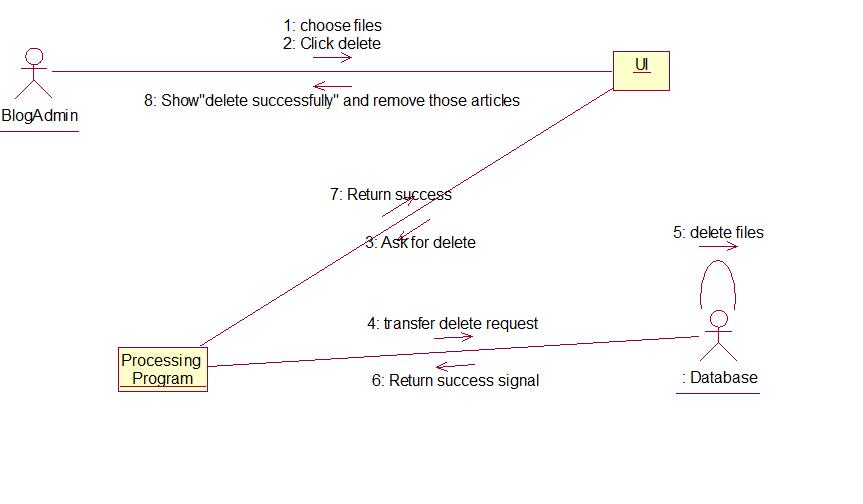 1: choose files
2: Click delete
UI
BlogAdmin
8: Show"delete successfully" and remove those articles
7: Return success
3: Ask for delete
5: delete files
4: transfer delete request
Processing
Program
6: Return success signal
: Database